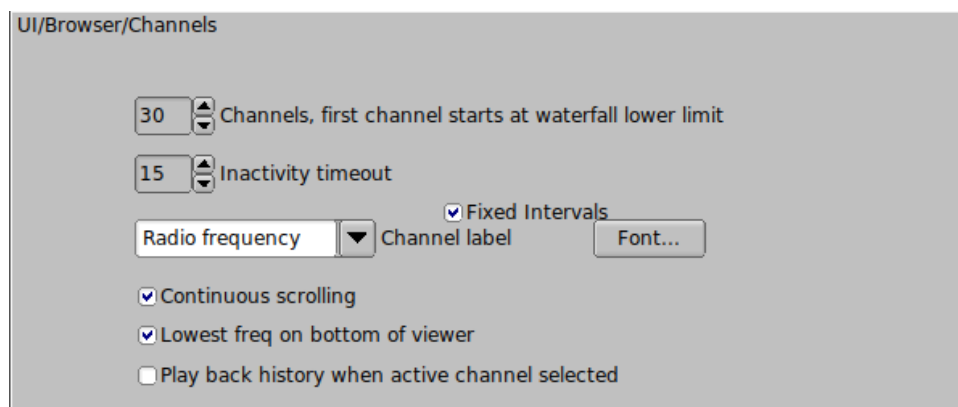 UI/Browser/Channels
30 Channels, first channel starts at waterfall lower limit
15 Inactivity timeout
Fixed Intervals
Radio frequency Channel label Font...
Continuous scrolling
Lowest freq on bottom of viewer
Play back history when active channel selected